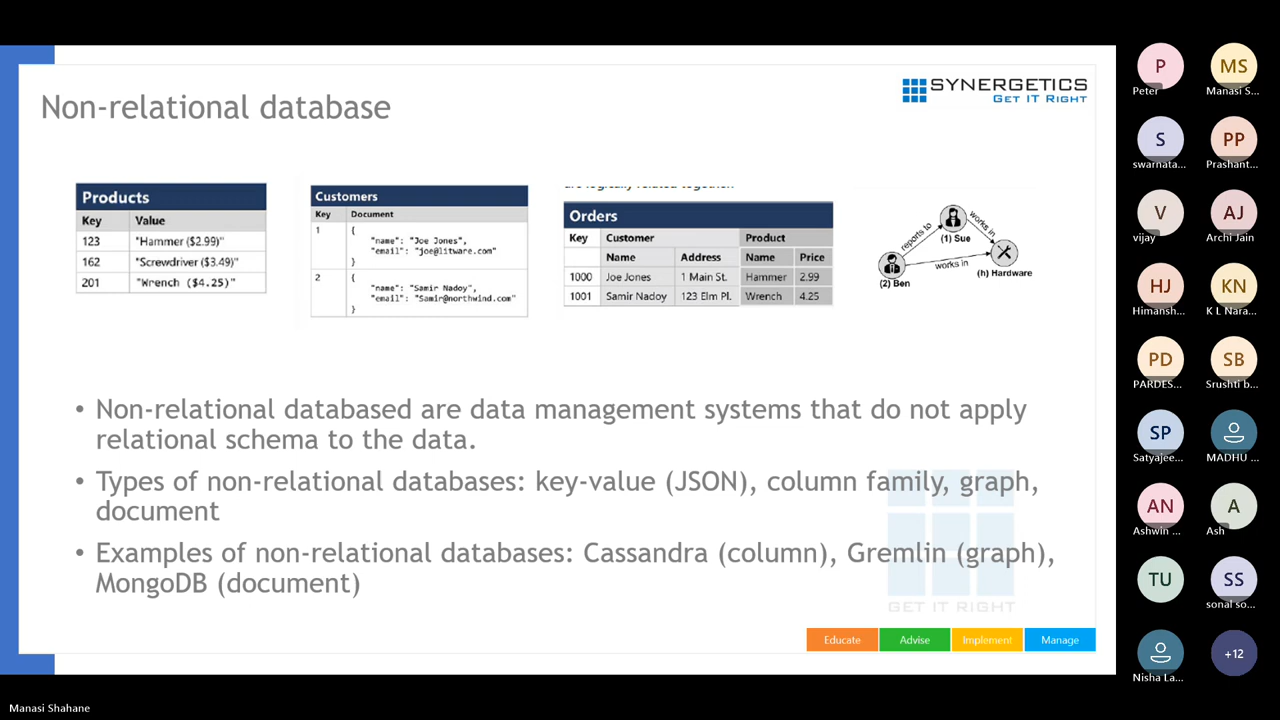 Non-relational database
SYNERGETICS
GET IT RIGHT
Products
Key Value
123 "Hammer ($2.99)"
162 "Screwdriver ($3.49)"
201 "Wrench ($4.25)"
Customers
Key Document
1 {
"name": "Joe Jones",
"email": "joe@litware.com"
}
2 {
"name": "Samir Nadoy",
"email": "Samir@northwind.com"
}
are logically related together
Orders
Key Customer Product
Name Address Name Price
1000 Joe Jones 1 Main St. Hammer 2.99
1001 Samir Nadoy 123 Elm Pl. Wrench 4.25
reports to
works in
(1) Sue
works in
(2) Ben
(h) Hardware
• Non-relational databased are data management systems that do not apply
relational schema to the data.
• Types of non-relational databases: key-value (JSON), column family, graph,
document
• Examples of non-relational databases: Cassandra (column), Gremlin (graph),
MongoDB (document)
GET IT RIGHT
Educate Advise Implement Manage
P MS
Peter Manasi S...
S PP
swarnata... Prashant...
V AJ
vijay Archi Jain
HJ KN
Himansh... K L Nara...
PD SB
PARDES... Srushti b...
SP
Satyajee... MADHU ...
AN A
Ashwin ... Ash
TU SS
sonal so...
+12
Nisha La...
Manasi Shahane